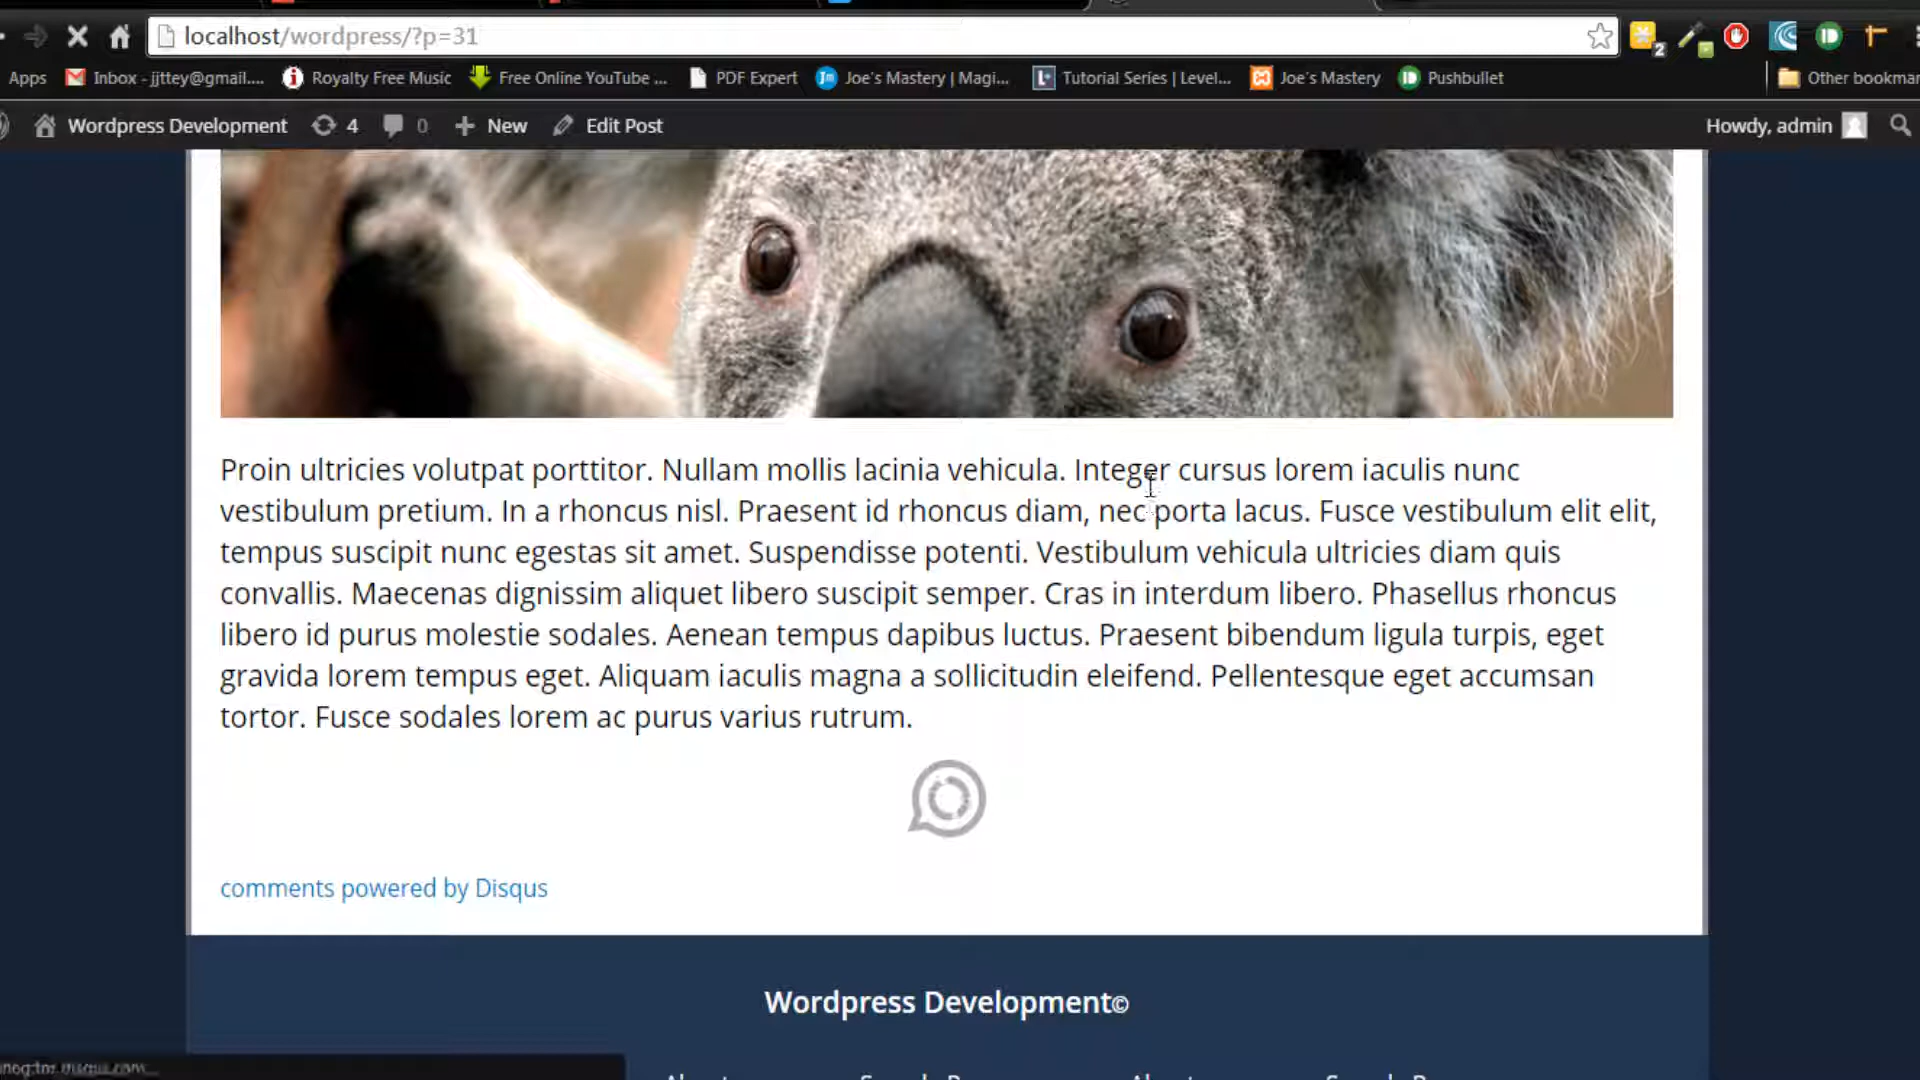 localhost/wordpress/?p=31
2
Apps Inbox - jjttey@gmail.... Royalty Free Music Free Online YouTube ... PDF Expert Joe's Mastery | Magi... Tutorial Series | Level... Joe's Mastery Pushbullet Other bookmar
Wordpress Development 4 0 New Edit Post Howdy, admin
Proin ultricies volutpat porttitor. Nullam mollis lacinia vehicula. Integer cursus lorem iaculis nunc
vestibulum pretium. In a rhoncus nisl. Praesent id rhoncus diam, nec porta lacus. Fusce vestibulum elit elit,
tempus suscipit nunc egestas sit amet. Suspendisse potenti. Vestibulum vehicula ultricies diam quis
convallis. Maecenas dignissim aliquet libero suscipit semper. Cras in interdum libero. Phasellus rhoncus
libero id purus molestie sodales. Aenean tempus dapibus luctus. Praesent bibendum ligula turpis, eget
gravida lorem tempus eget. Aliquam iaculis magna a sollicitudin eleifend. Pellentesque eget accumsan
tortor. Fusce sodales lorem ac purus varius rutrum.
comments powered by Disqus
Wordpress Development©